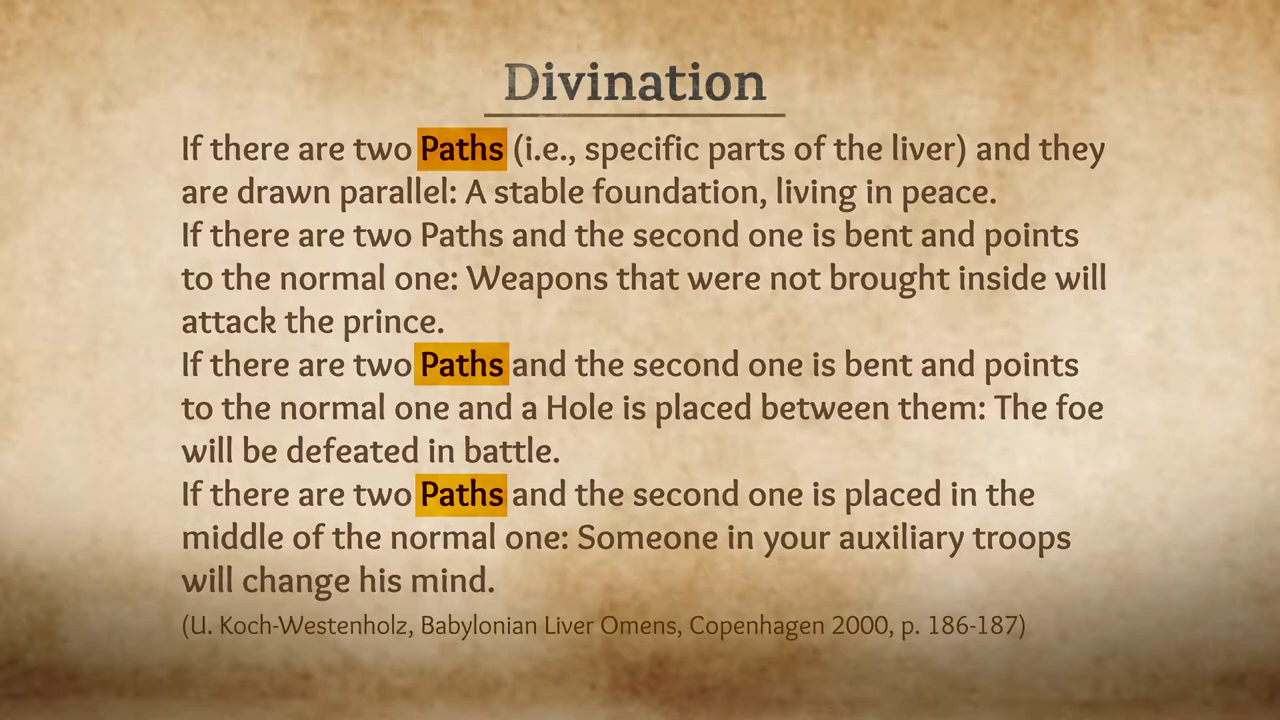 Divination
If there are two Paths (i.e., specific parts of the liver) and they
are drawn parallel: A stable foundation, living in peace.
If there are two Paths and the second one is bent and points
to the normal one: Weapons that were not brought inside will
attack the prince.
If there are two Paths and the second one is bent and points
to the normal one and a Hole is placed between them: The foe
will be defeated in battle.
If there are two Paths and the second one is placed in the
middle of the normal one: Someone in your auxiliary troops
will change his mind.
(U. Koch-Westenholz, Babylonian Liver Omens, Copenhagen 2000, p. 186-187)